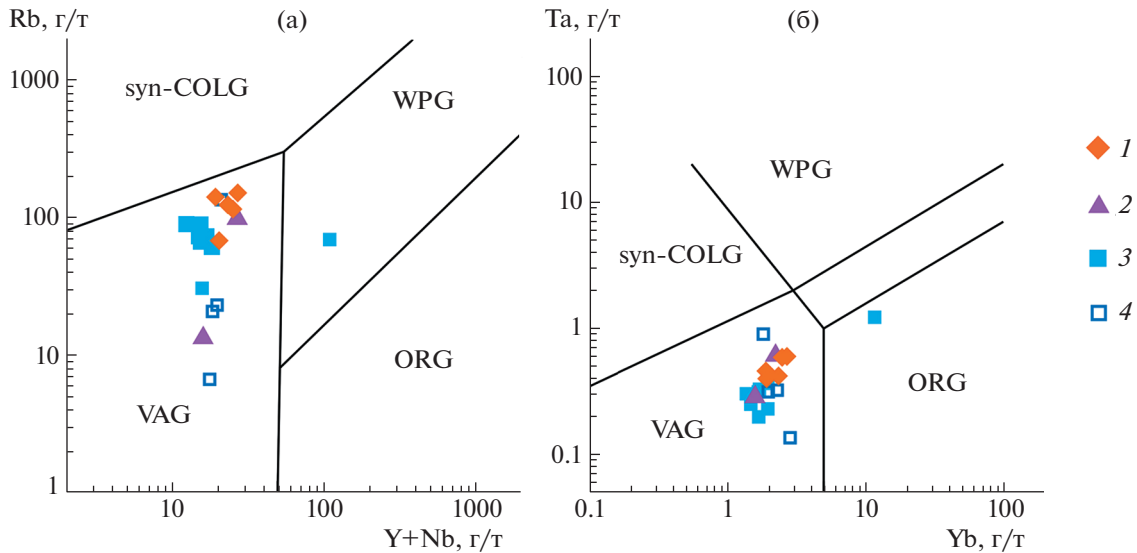 Rb, г/т
(а)
1000
100
10
1
syn-COLG
WPG
VAG
ORG
10
100
1000
Y+Nb, г/т
Ta, г/т
(б)
100
10
1
0.1
WPG
syn-COLG
VAG
ORG
0.1
1
10
100
Yb, г/т
1
2
3
4